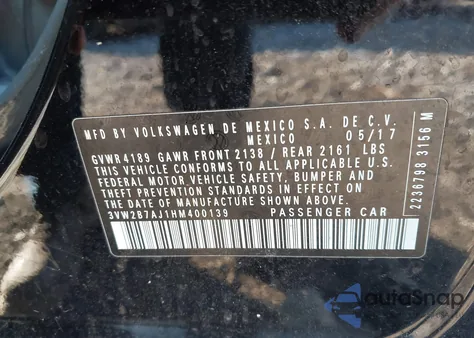 MFD BY VOLKSWAGEN DE MEXICO S.A. DE C.V.
MEXICO 05/17
GVWR 4189 GAWR FRONT 2138 / REAR 2161 LBS
THIS VEHICLE CONFORMS TO ALL APPLICABLE U.S.
FEDERAL MOTOR VEHICLE SAFETY, BUMPER AND
THEFT PREVENTION STANDARDS IN EFFECT ON THE
DATE OF MANUFACTURE SHOWN ABOVE.
3VW2B7AJ1HM400139 PASSENGER CAR
2236798 3156 M
autoSnap